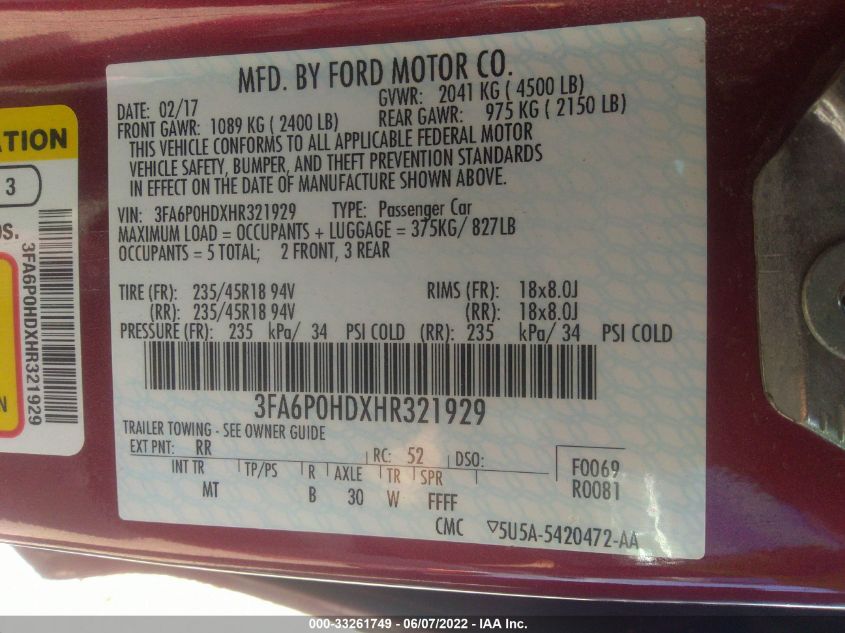 MFD. BY FORD MOTOR CO.
DATE: 02/17 GVWR: 2041 KG ( 4500 LB)
FRONT GAWR: 1089 KG ( 2400 LB) REAR GAWR: 975 KG ( 2150 LB)
THIS VEHICLE CONFORMS TO ALL APPLICABLE FEDERAL MOTOR
VEHICLE SAFETY, BUMPER, AND THEFT PREVENTION STANDARDS
IN EFFECT ON THE DATE OF MANUFACTURE SHOWN ABOVE.
VIN: 3FA6P0HDXHR321929 TYPE: Passenger Car
MAXIMUM LOAD = OCCUPANTS + LUGGAGE = 375KG/ 827LB
OCCUPANTS = 5 TOTAL; 2 FRONT, 3 REAR
TIRE (FR): 235/45R18 94V RIMS (FR): 18x8.0J
(RR): 235/45R18 94V (RR): 18x8.0J
PRESSURE (FR): 235 kPa/ 34 PSI COLD (RR): 235 kPa/ 34 PSI COLD
3FA6P0HDXHR321929
TRAILER TOWING - SEE OWNER GUIDE
EXT PNT: RR RC: 52 DSO:
INT TR TP/PS R AXLE TR SPR
MT B 30 W FFFF
F0069
R0081
CMC ▽5U5A-5420472-AA
ATION
3
DS.
3FA6P0HDXHR321929
N
000-33261749 - 06/07/2022 - IAA Inc.